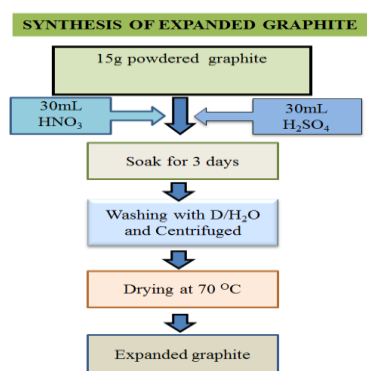 SYNTHESIS OF EXPANDED GRAPHITE
15g powdered graphite
30mL
HNO₃
30mL
H₂SO₄
Soak for 3 days
Washing with D/H₂O
and Centrifuged
Drying at 70 ᴼC
Expanded graphite